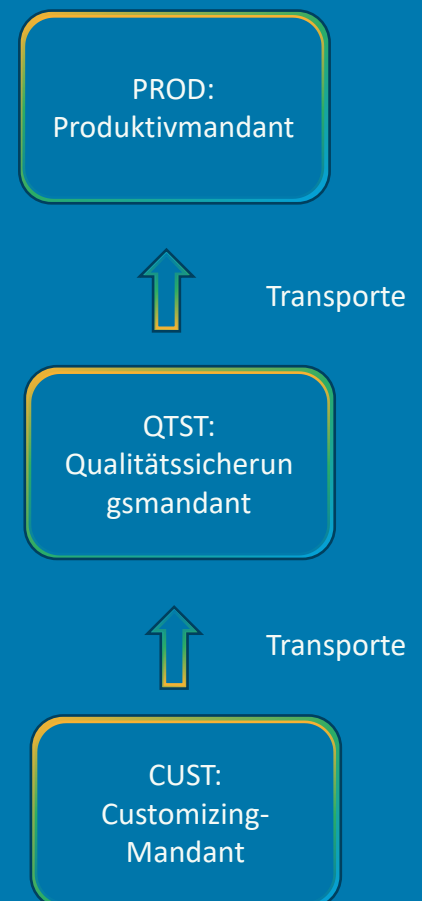 PROD:
Produktivmandant
Transporte
QTST:
Qualitätssicherun
gsmandant
Transporte
CUST:
Customizing-
Mandant